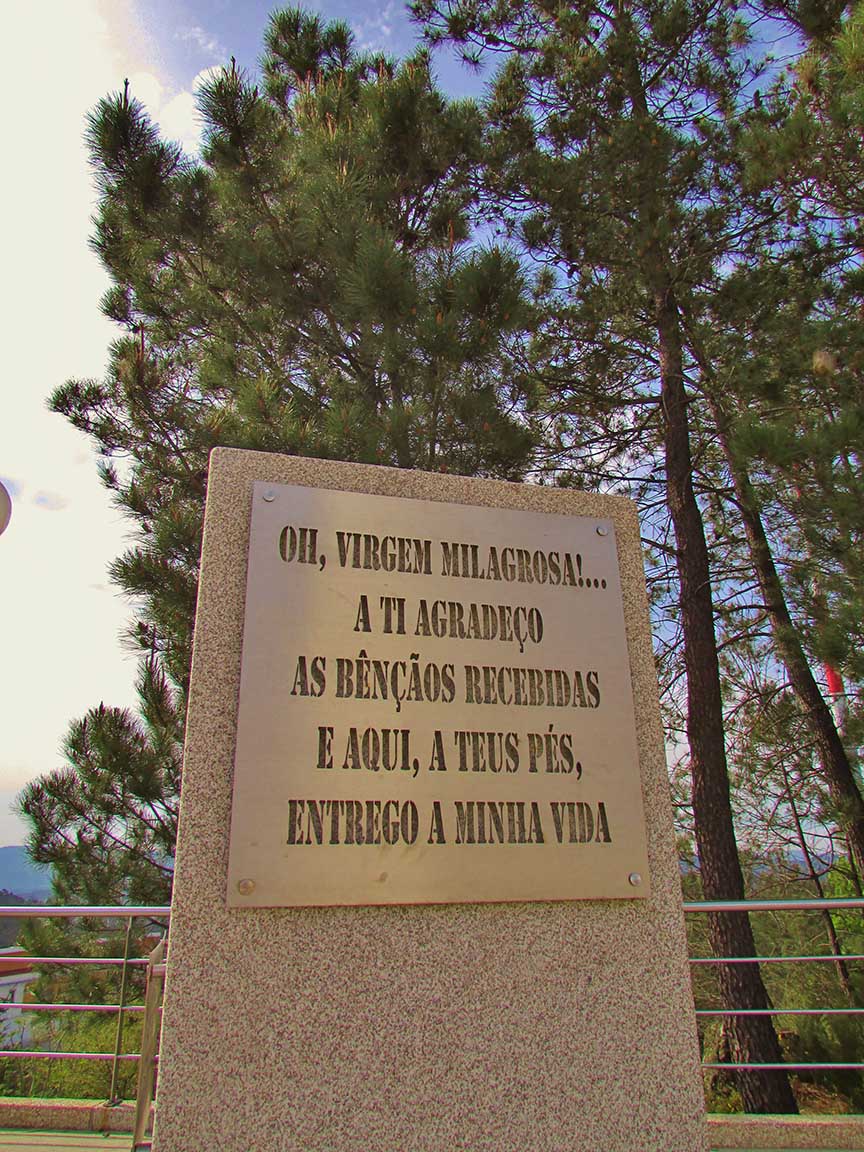 OH, VIRGEM MILAGROSA!...
A TI AGRADEÇO
AS BÊNÇÃOS RECEBIDAS
E AQUI, A TEUS PÉS,
ENTREGO A MINHA VIDA